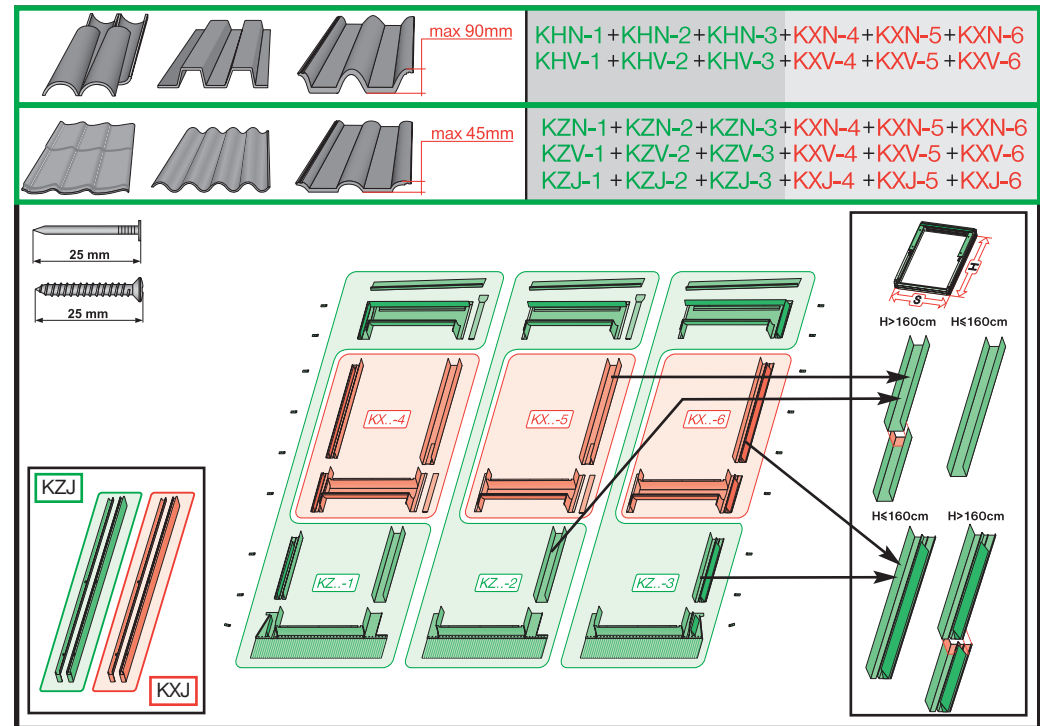 max 90mm
KHN-1+KHN-2+KHN-3+KXN-4+KXN-5+KXN-6
KHV-1+KHV-2+KHV-3+KXV-4+KXV-5+KXV-6
max 45mm
KZN-1+KZN-2+KZN-3+KXN-4+KXN-5+KXN-6
KZV-1+KZV-2+KZV-3+KXV-4+KXV-5+KXV-6
KZJ-1+KZJ-2+KZJ-3+KXJ-4+KXJ-5+KXJ-6
25 mm
25 mm
H
S
H>160cm H≤160cm
KX..-4 KX..-5 KX..-6
KZJ
KXJ
KZ..-1 KZ..-2 KZ..-3
H≤160cm H>160cm